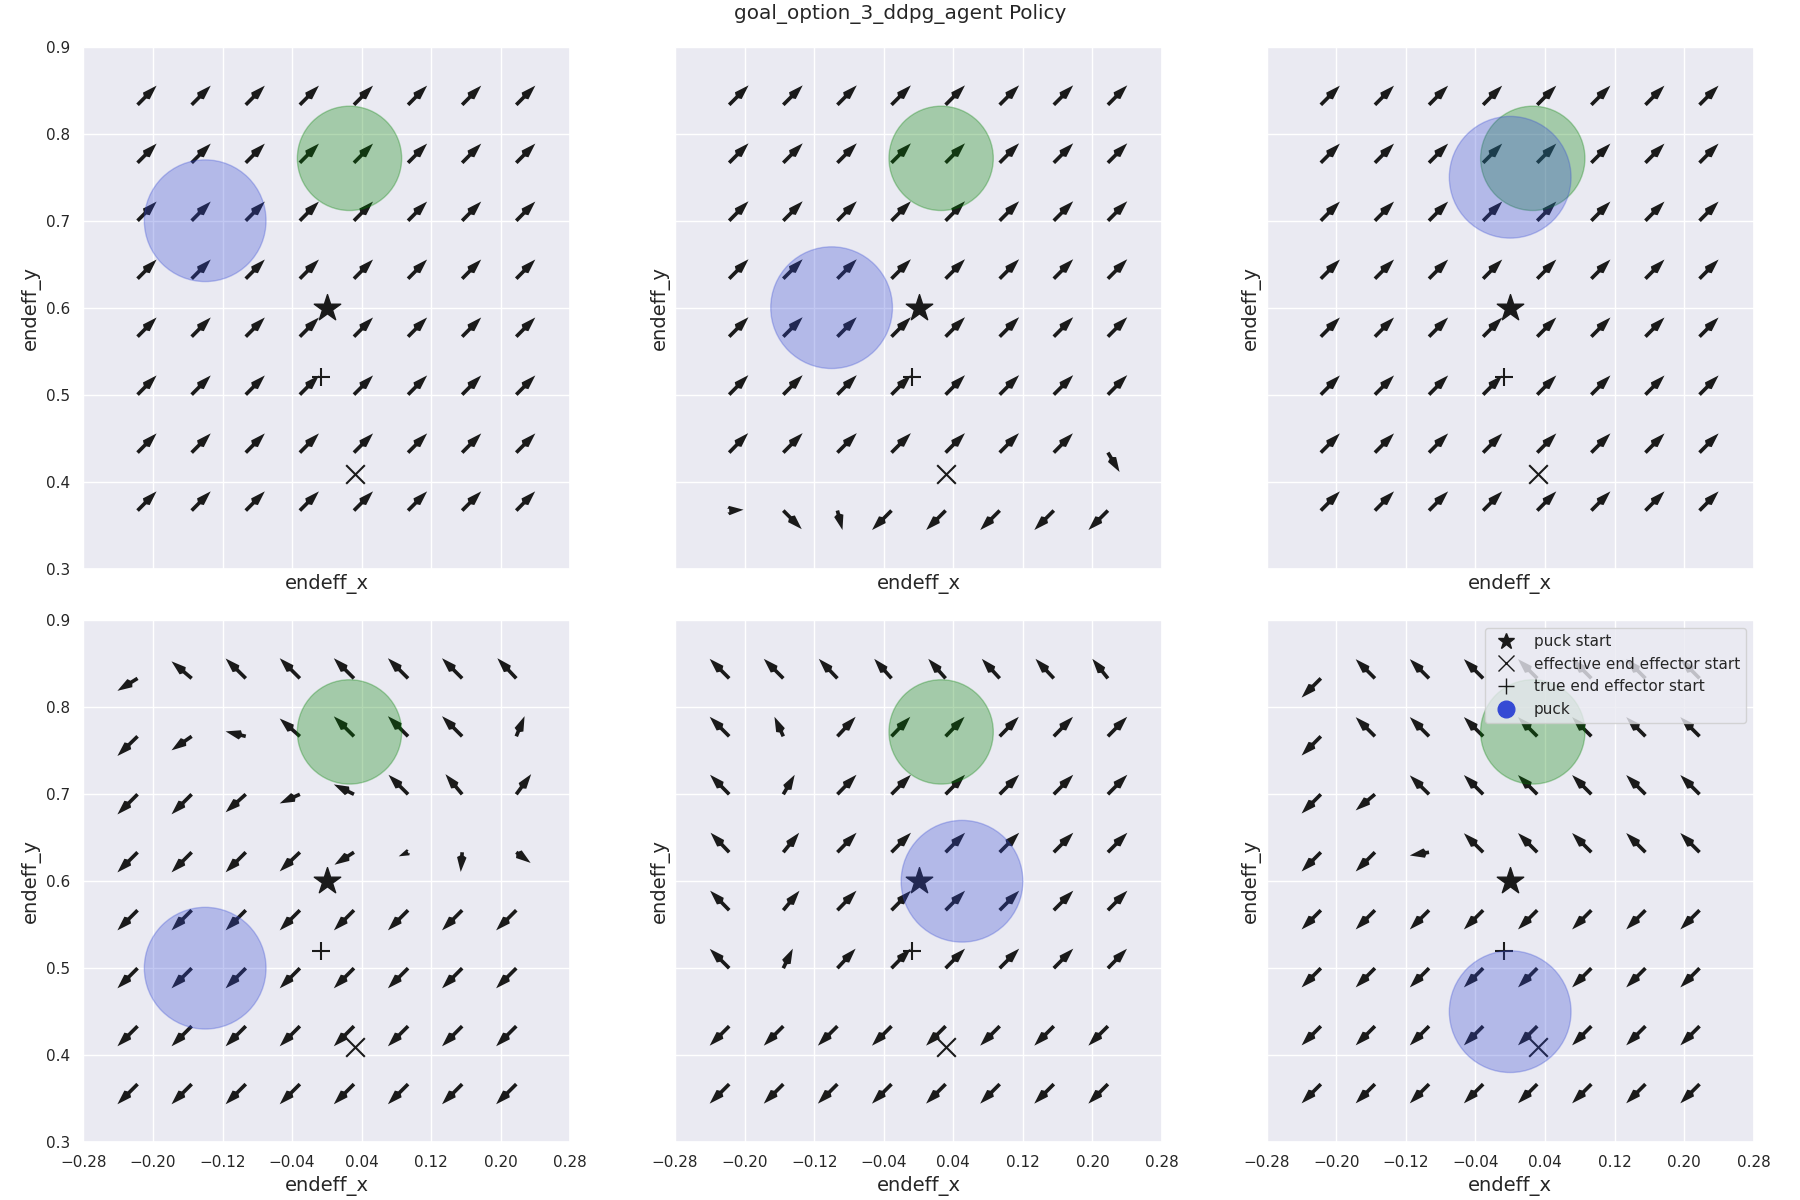 goal_option_3_ddpg_agent Policy
0.9
0.8
0.7
0.6
0.5
0.4
0.3
endeff_y
endeff_x
endeff_y
endeff_x
endeff_y
endeff_x
0.9
0.8
0.7
0.6
0.5
0.4
0.3
endeff_y
−0.28 −0.20 −0.12 −0.04 0.04 0.12 0.20 0.28
endeff_x
endeff_y
−0.28 −0.20 −0.12 −0.04 0.04 0.12 0.20 0.28
endeff_x
puck start
effective end effector start
true end effector start
puck
endeff_y
−0.28 −0.20 −0.12 −0.04 0.04 0.12 0.20 0.28
endeff_x